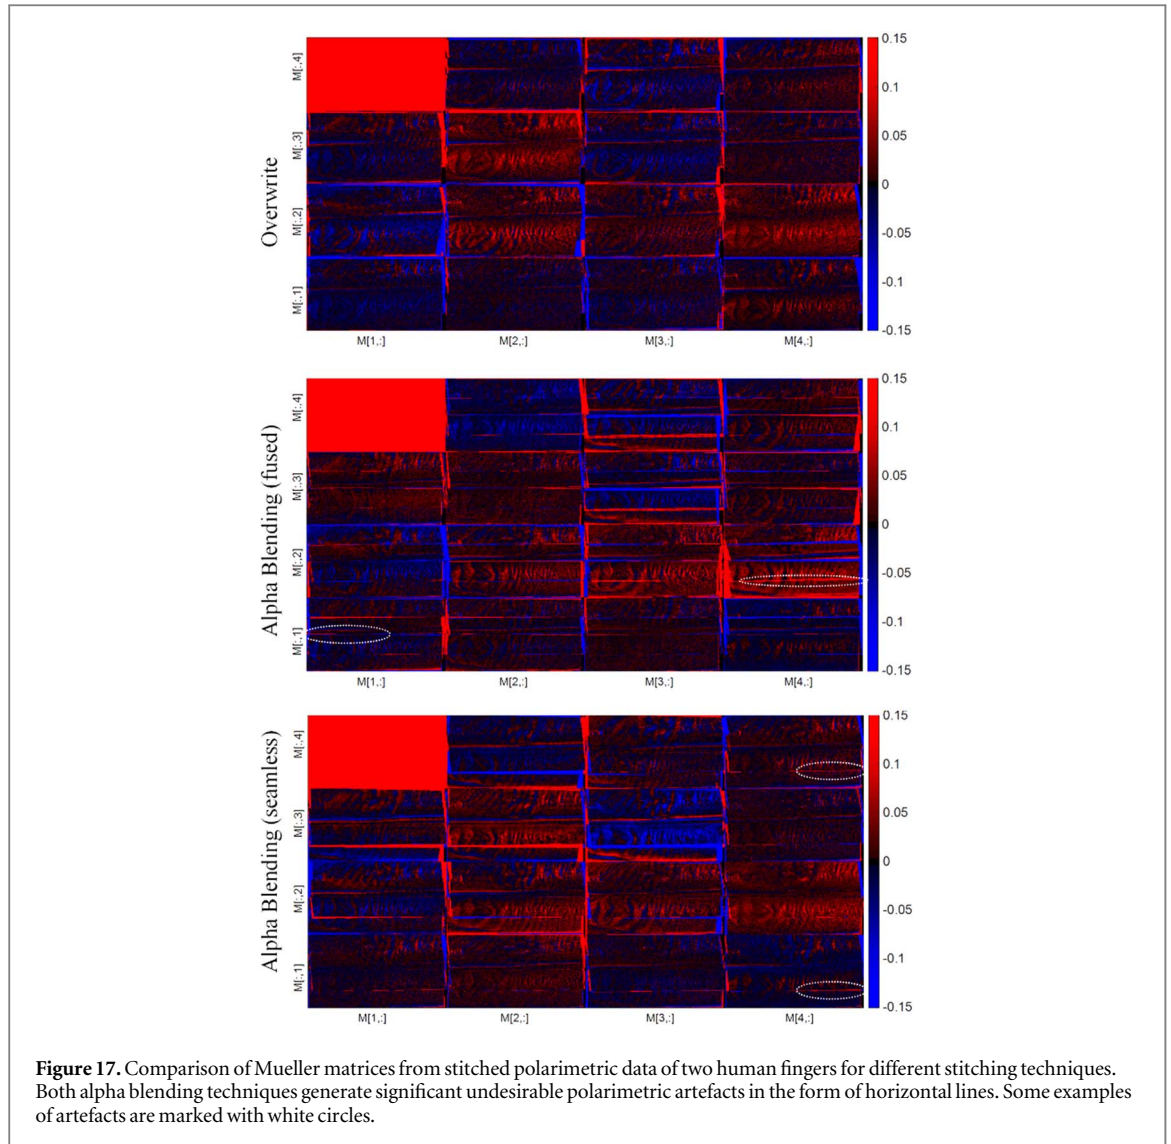 Overwrite
M[:,4]
M[:,3]
M[:,2]
M[:,1]
M[1,:]
M[2,:]
M[3,:]
M[4,:]
0.15
0.1
0.05
0
-0.05
-0.1
-0.15
Alpha Blending (fused)
M[:,4]
M[:,3]
M[:,2]
M[:,1]
M[1,:]
M[2,:]
M[3,:]
M[4,:]
0.15
0.1
0.05
0
-0.05
-0.1
-0.15
Alpha Blending (seamless)
M[:,4]
M[:,3]
M[:,2]
M[:,1]
M[1,:]
M[2,:]
M[3,:]
M[4,:]
0.15
0.1
0.05
0
-0.05
-0.1
-0.15
Figure 17. Comparison of Mueller matrices from stitched polarimetric data of two human fingers for different stitching techniques.
Both alpha blending techniques generate significant undesirable polarimetric artefacts in the form of horizontal lines. Some examples
of artefacts are marked with white circles.